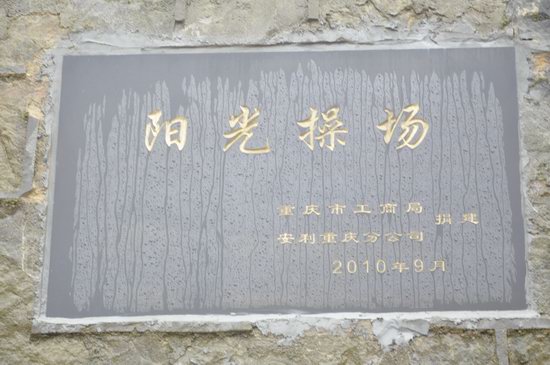 阳光操场
重庆市工商局
安利重庆分公司
捐建
2010年9月